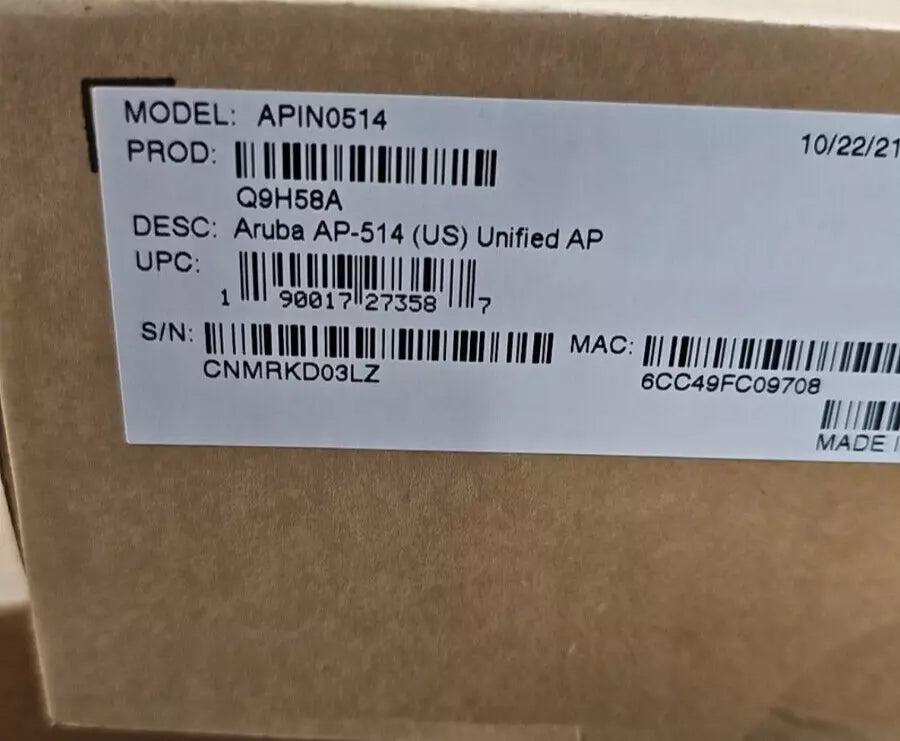 MODEL: APIN0514
10/22/21
PROD:
Q9H58A
DESC: Aruba AP-514 (US) Unified AP
UPC:
1 90017 27358 7
S/N:
CNMRKD03LZ
MAC:
6CC49FC09708
MADE